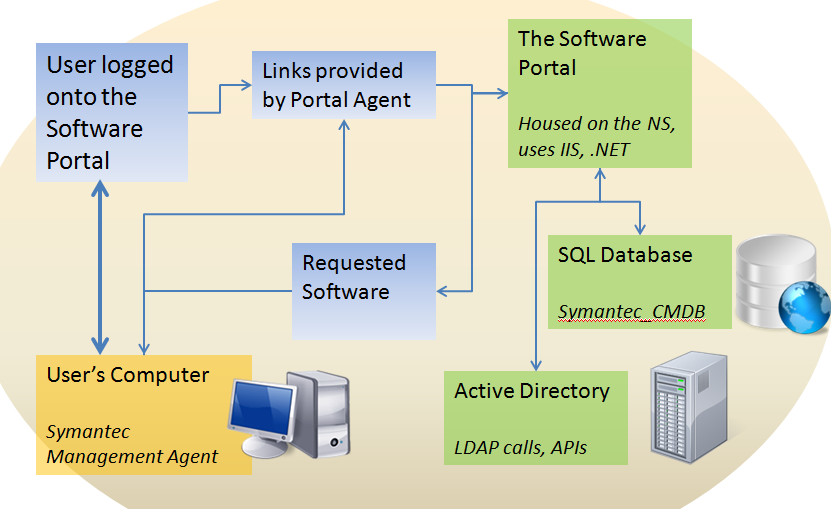 User logged
onto the
Software
Portal
Links provided
by Portal Agent
The Software
Portal
Housed on the NS,
uses IIS, .NET
Requested
Software
SQL Database
Symantec_CMDB
User's Computer
Symantec
Management Agent
Active Directory
LDAP calls, APIs